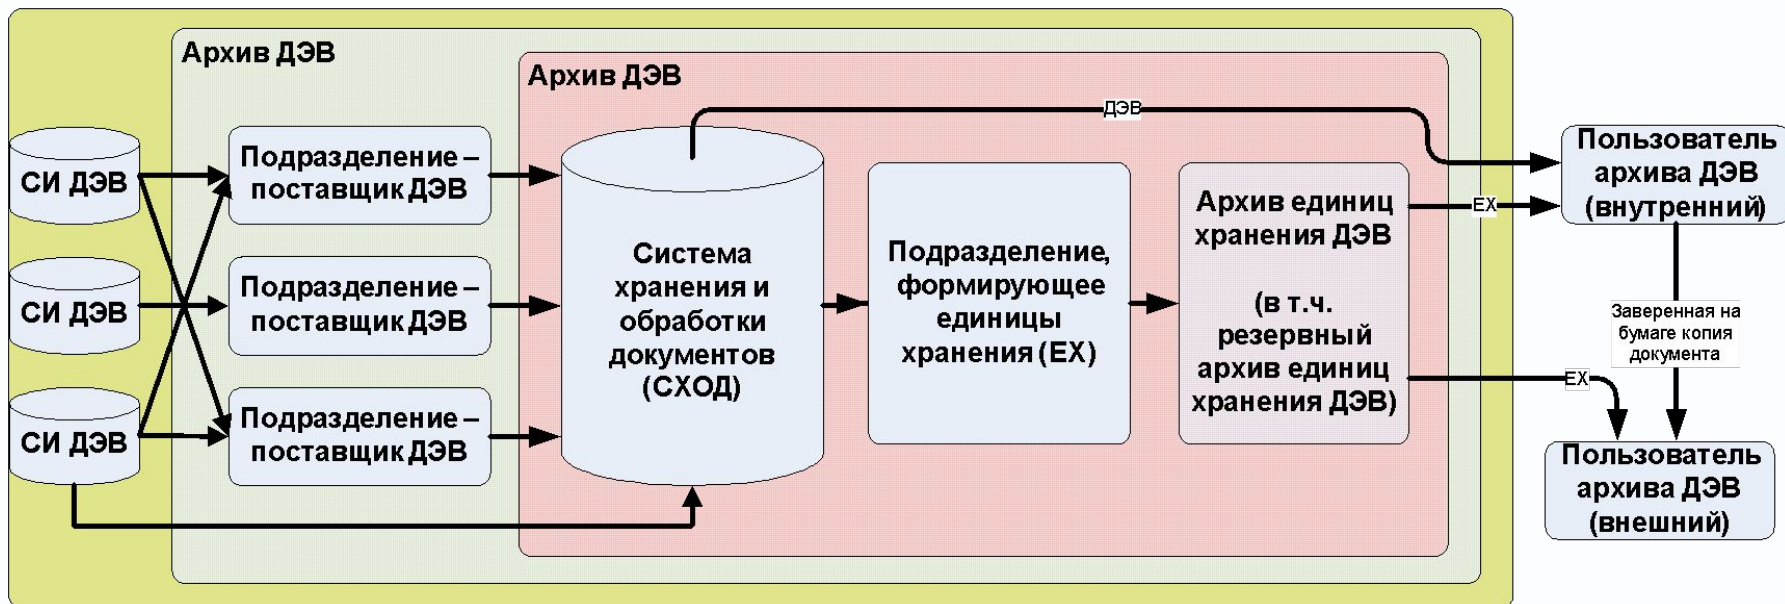 Архив ДЭВ
Архив ДЭВ
СИ ДЭВ
СИ ДЭВ
СИ ДЭВ
Подразделение –
поставщик ДЭВ
Подразделение –
поставщик ДЭВ
Подразделение –
поставщик ДЭВ
Система
хранения и
обработки
документов
(СХОД)
Подразделение,
формирующее
единицы
хранения (ЕХ)
Архив единиц
хранения ДЭВ
(в т.ч.
резервный
архив единиц
хранения ДЭВ)
ДЭВ
ЕХ
ЕХ
Пользователь
архива ДЭВ
(внутренний)
Заверенная на
бумаге копия
документа
Пользователь
архива ДЭВ
(внешний)